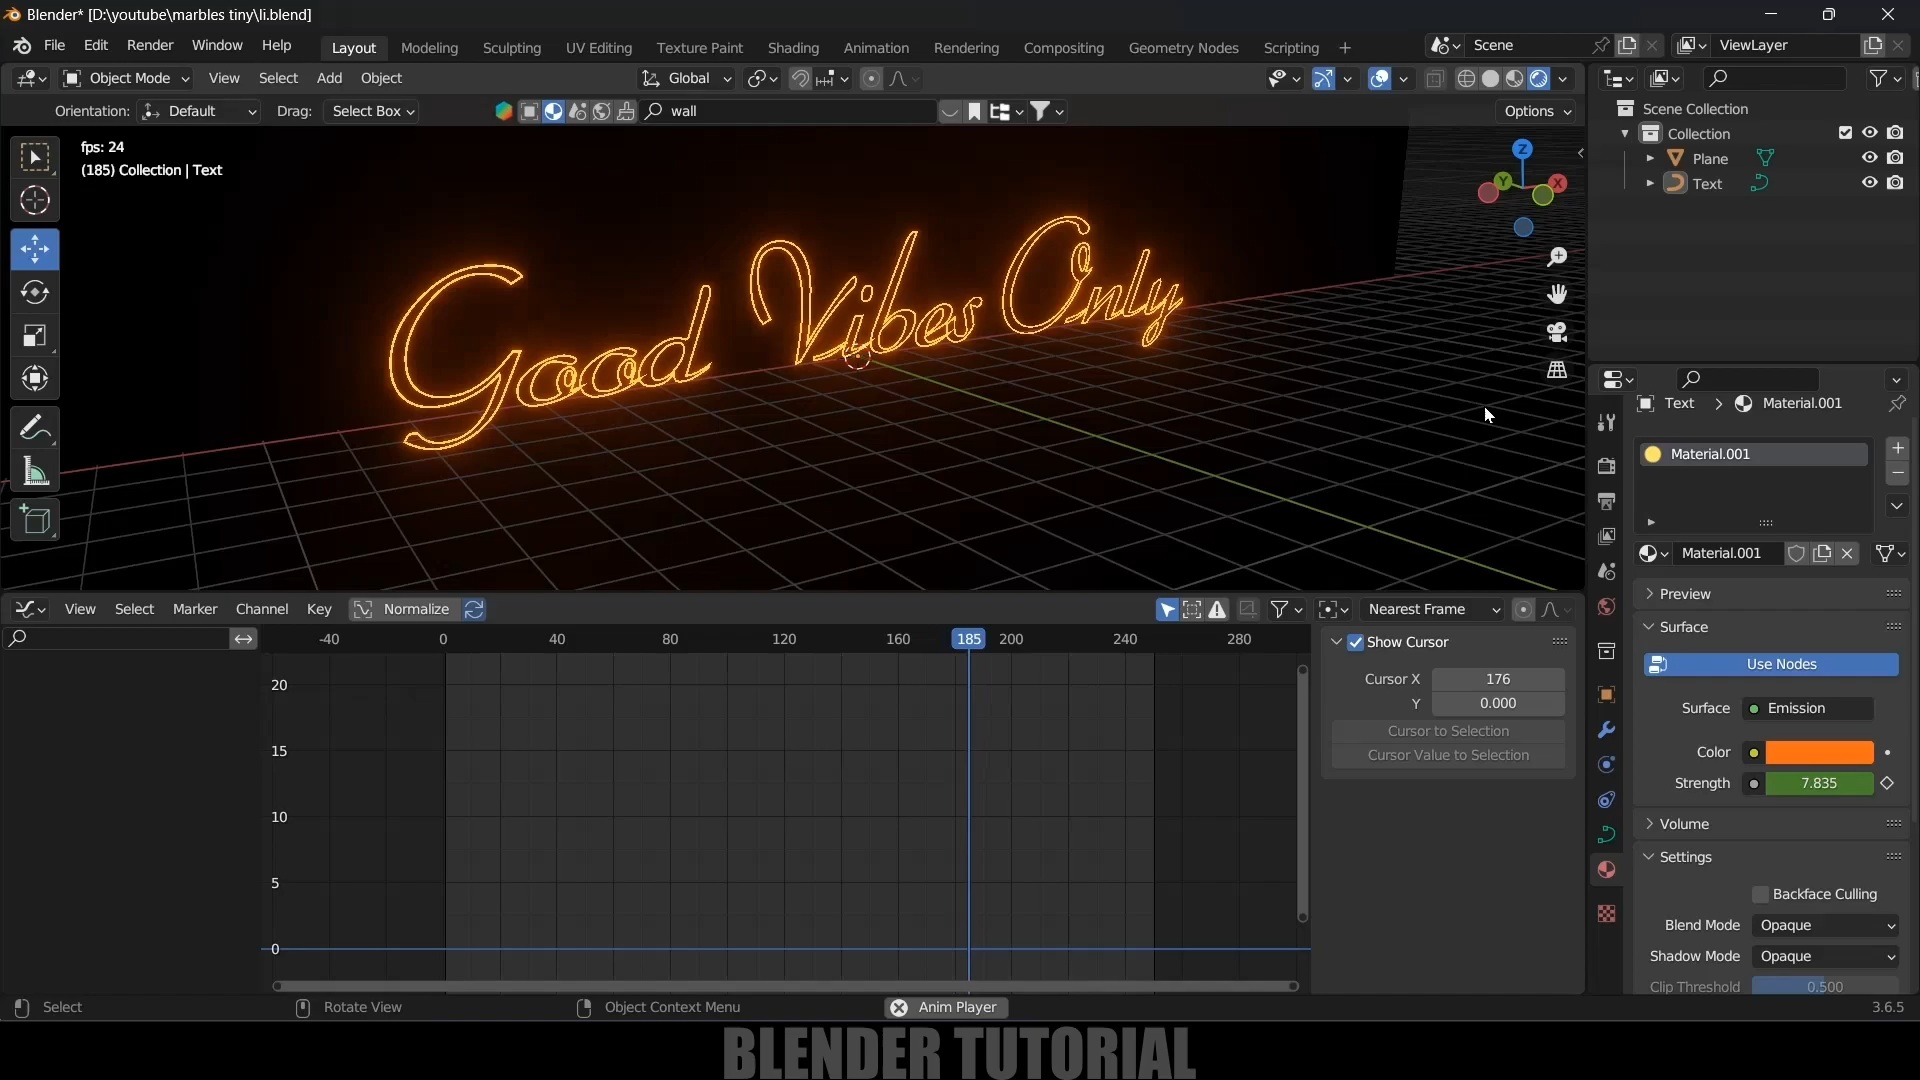 Blender* [D:\youtube\marbles tiny\li.blend]
File Edit Render Window Help Layout Modeling Sculpting UV Editing Texture Paint Shading Animation Rendering Compositing Geometry Nodes Scripting + Scene ViewLayer
Object Mode View Select Add Object Global
Orientation: Default Drag: Select Box wall Options
fps: 24
(185) Collection | Text
Good Vibes Only
Z
Y
X
Scene Collection
Collection
Plane
Text
Text > Material.001
Material.001
Material.001
Preview
Surface
Use Nodes
Surface Emission
Color
Strength 7.835
Volume
Settings
Backface Culling
Blend Mode Opaque
Shadow Mode Opaque
Clip Threshold 0.500
View Select Marker Channel Key Normalize Nearest Frame
-40 0 40 80 120 160 185 200 240 280
20
15
10
5
0
Show Cursor
Cursor X 176
Y 0.000
Cursor to Selection
Cursor Value to Selection
Select Rotate View Object Context Menu Anim Player 3.6.5
BLENDER TUTORIAL